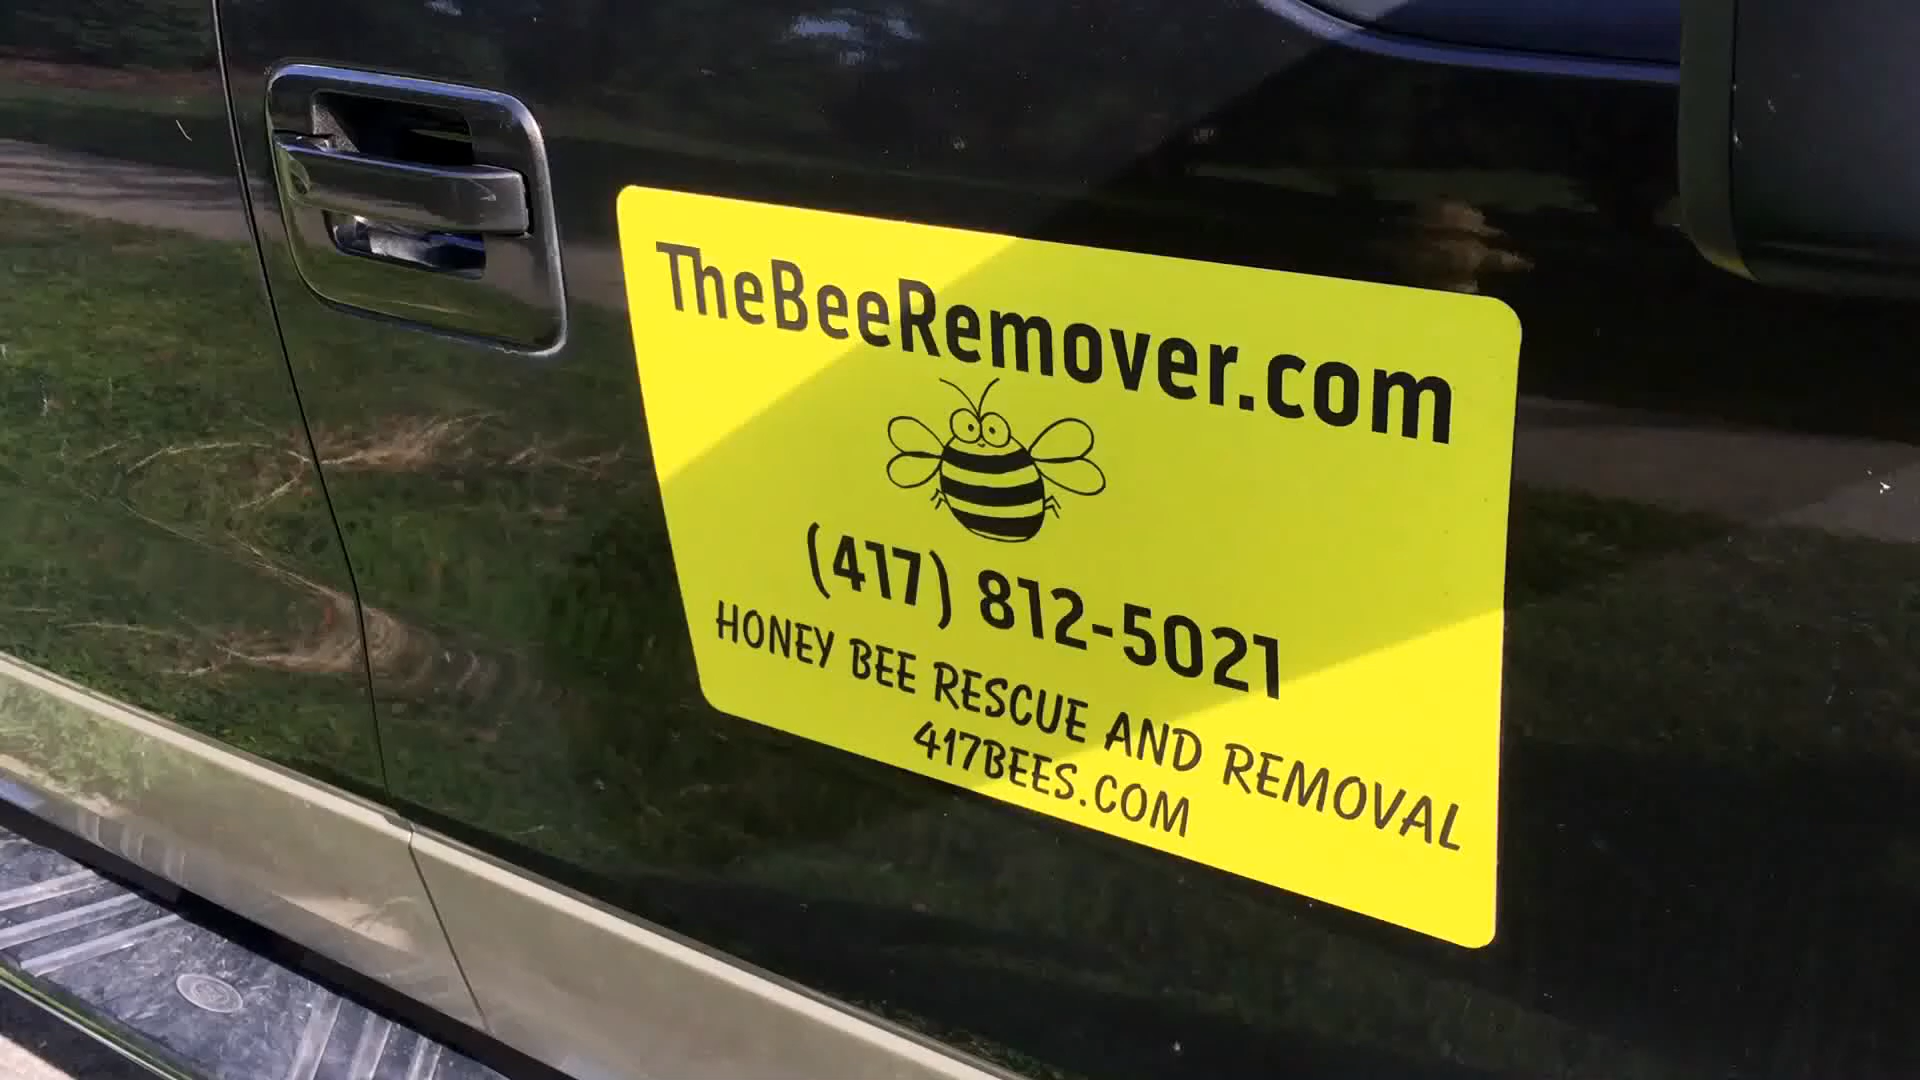 TheBeeRemover.com
(417) 812-5021
HONEY BEE RESCUE AND REMOVAL
417BEES.COM